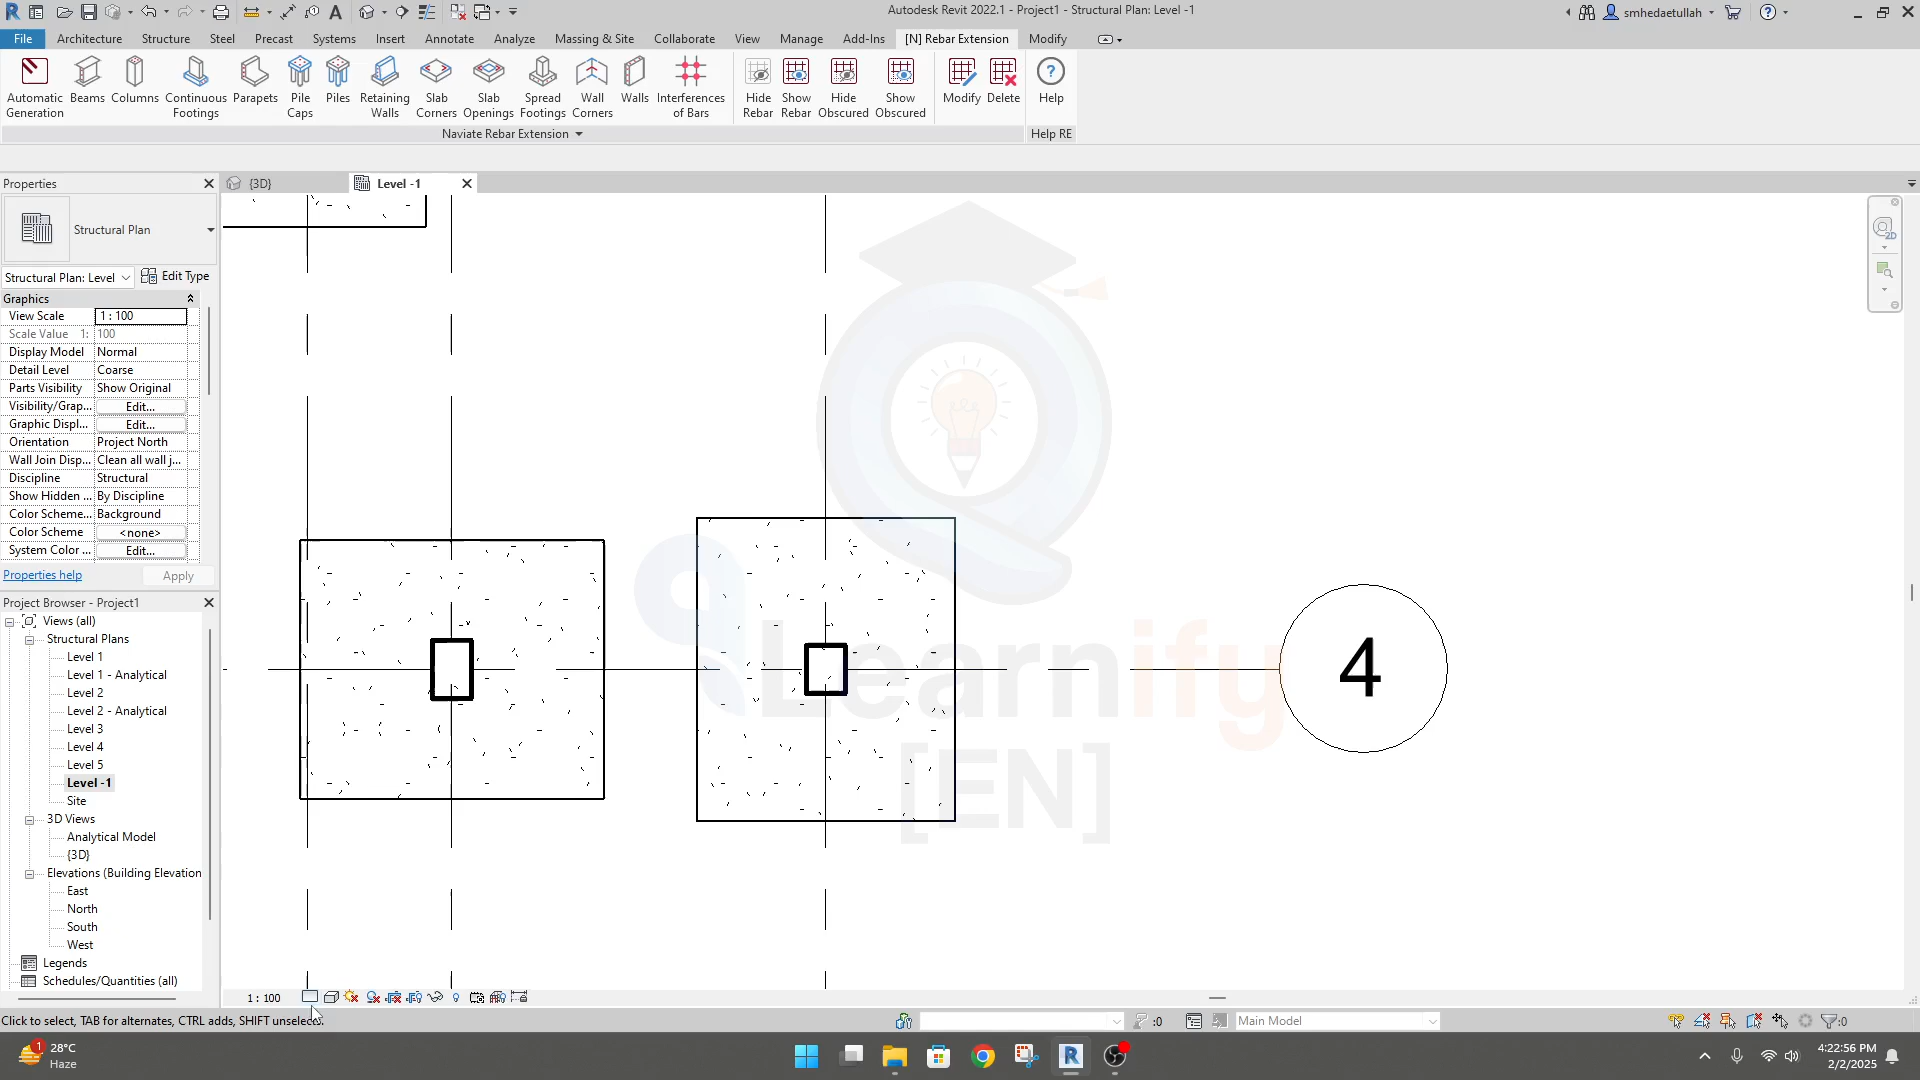 Autodesk Revit 2022.1 - Project1 - Structural Plan: Level -1
smhedaetullah
File
Architecture
Structure
Steel
Precast
Systems
Insert
Annotate
Analyze
Massing & Site
Collaborate
View
Manage
Add-Ins
[N] Rebar Extension
Modify
Automatic Generation
Beams
Columns
Continuous Footings
Parapets
Pile Caps
Piles
Retaining Walls
Slab Corners
Slab Openings
Spread Footings
Wall Corners
Walls
Interferences of Bars
Hide Rebar
Show Rebar
Hide Obscured
Show Obscured
Modify
Delete
Help
Naviate Rebar Extension
Help RE
Properties
{3D}
Level -1
Structural Plan
Structural Plan: Level
Edit Type
Graphics
View Scale 1 : 100
Scale Value 1: 100
Display Model Normal
Detail Level Coarse
Parts Visibility Show Original
Visibility/Grap... Edit...
Graphic Displ... Edit...
Orientation Project North
Wall Join Disp... Clean all wall j...
Discipline Structural
Show Hidden ... By Discipline
Color Scheme... Background
Color Scheme <none>
System Color ... Edit...
Properties help
Apply
Project Browser - Project1
Views (all)
Structural Plans
Level 1
Level 1 - Analytical
Level 2
Level 2 - Analytical
Level 3
Level 4
Level 5
Level -1
Site
3D Views
Analytical Model
{3D}
Elevations (Building Elevation
East
North
South
West
Legends
Schedules/Quantities (all)
4
Learnify
[EN]
1 : 100
Click to select, TAB for alternates, CTRL adds, SHIFT unselects.
:0
Main Model
:0
28°C
Haze
4:22:56 PM
2/2/2025